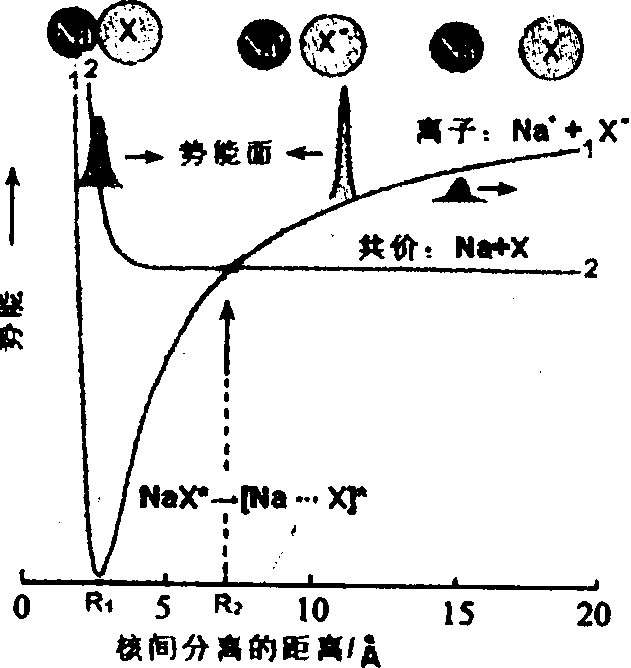 Na X Na X⁻ Na X
1 2
势能面
离子：Na⁺ + X⁻
1
共价：Na+X
2
势能
NaX*→[Na···X]*
0 R₁ 5 R₂ 10 15 20
核间分离的距离/Å